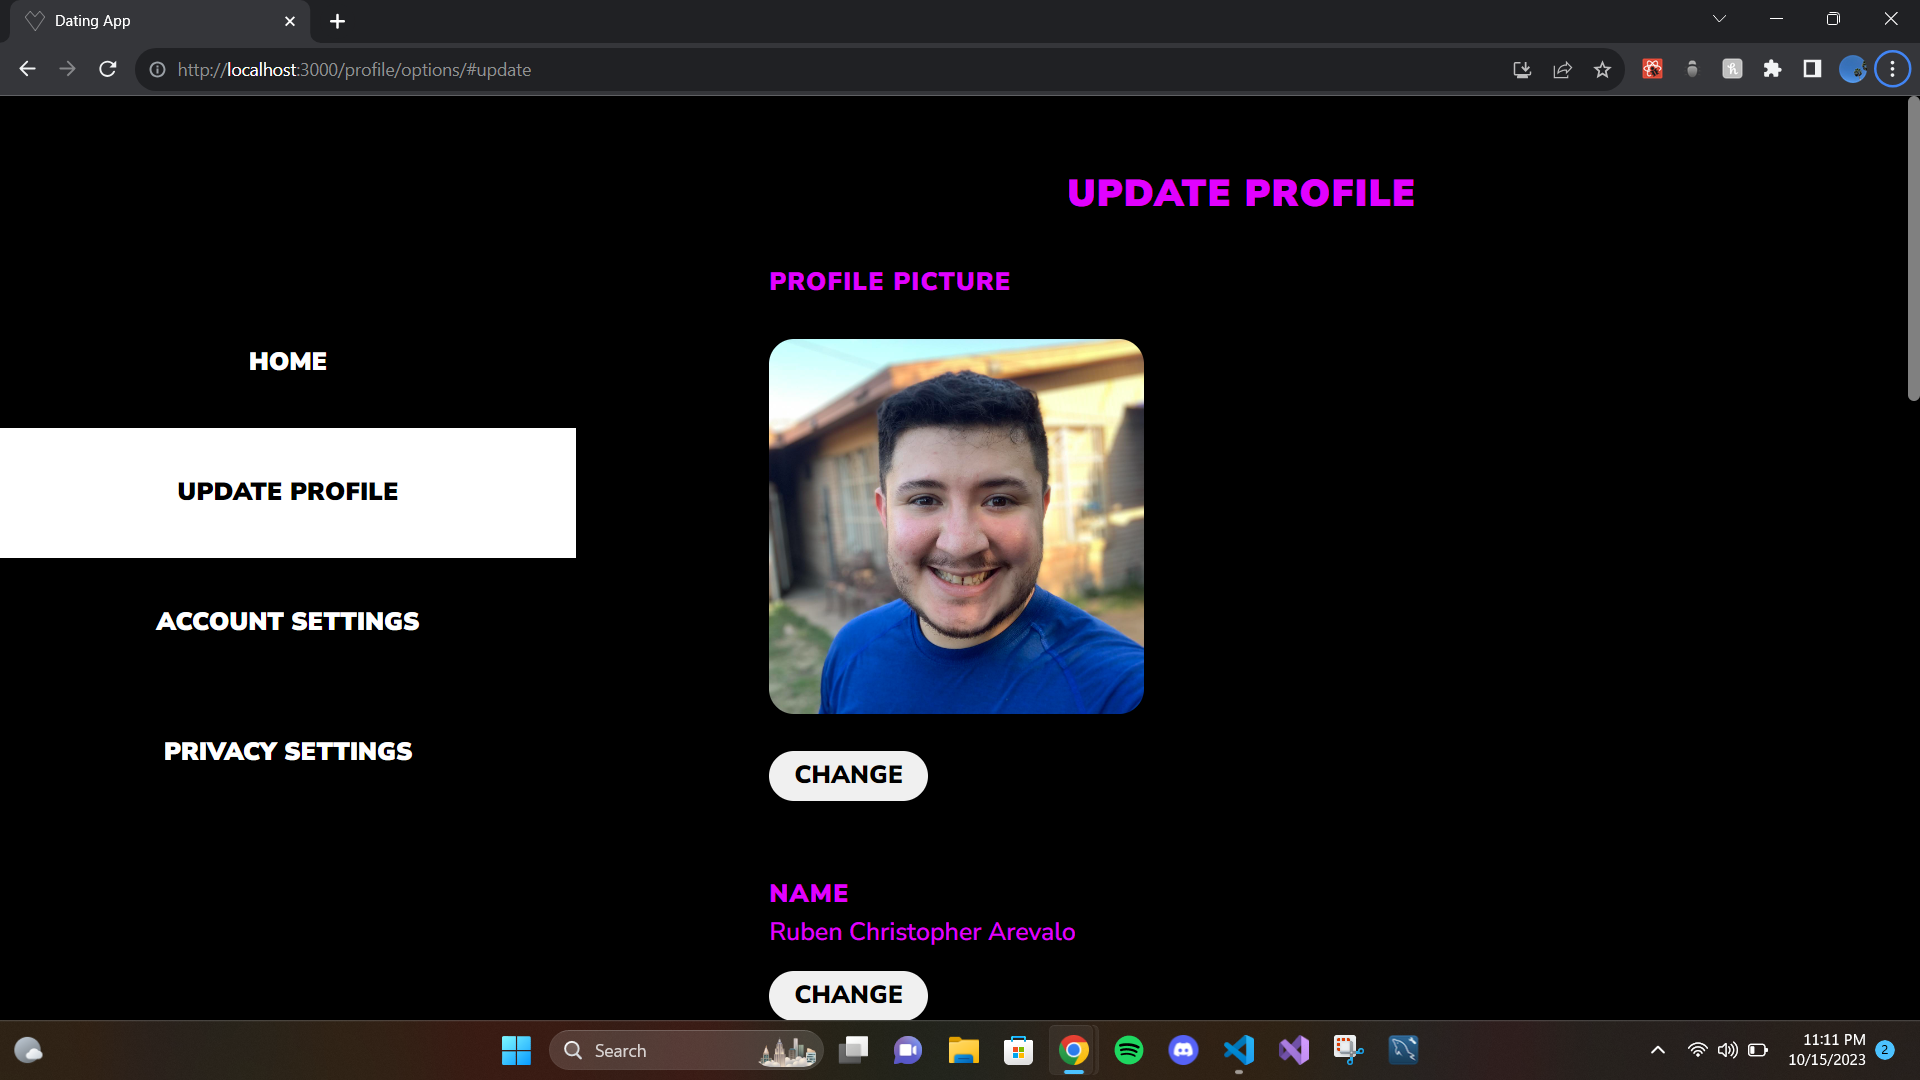 Dating App
http://localhost:3000/profile/options/#update
UPDATE PROFILE
PROFILE PICTURE
HOME
UPDATE PROFILE
ACCOUNT SETTINGS
PRIVACY SETTINGS
CHANGE
NAME
Ruben Christopher Arevalo
CHANGE
Search
11:11 PM
10/15/2023
2